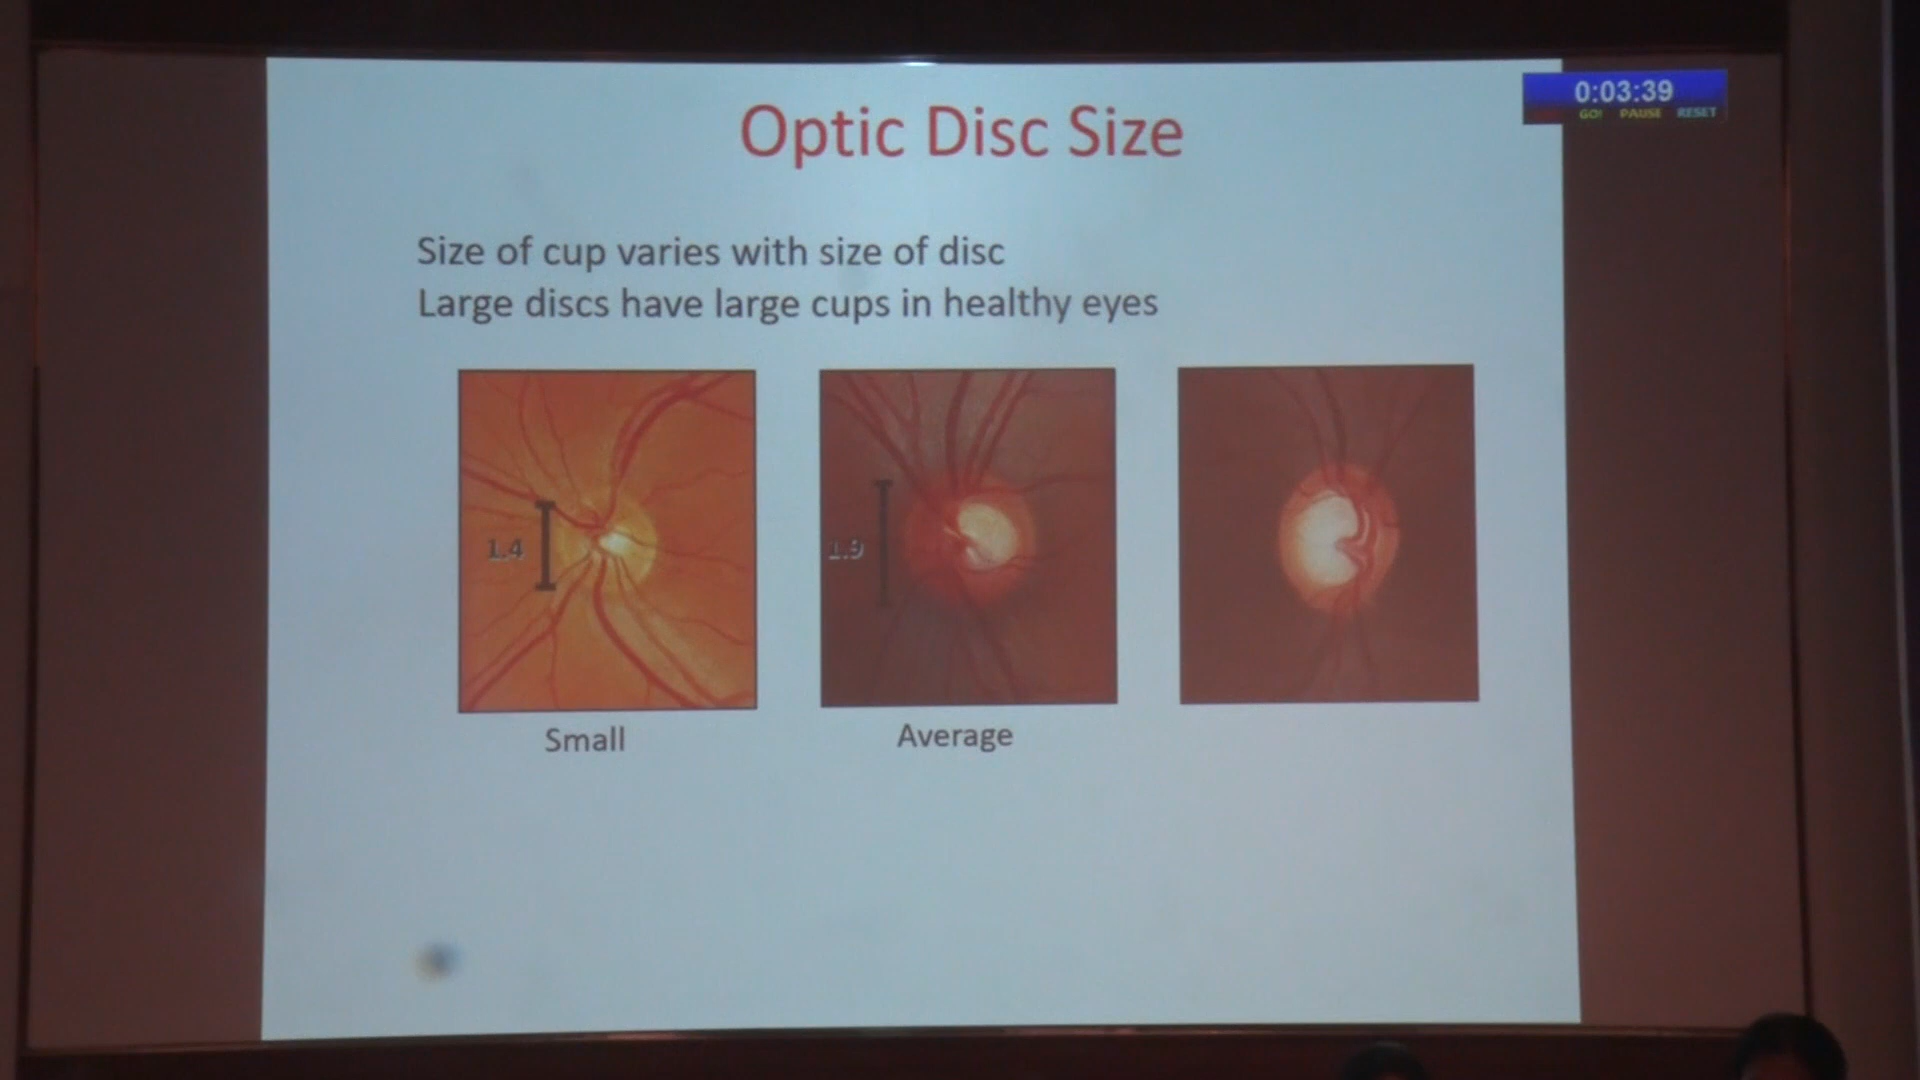 Optic Disc Size
0:03:39
GO! PAUSE RESET
Size of cup varies with size of disc
Large discs have large cups in healthy eyes
1.4
1.9
Small
Average